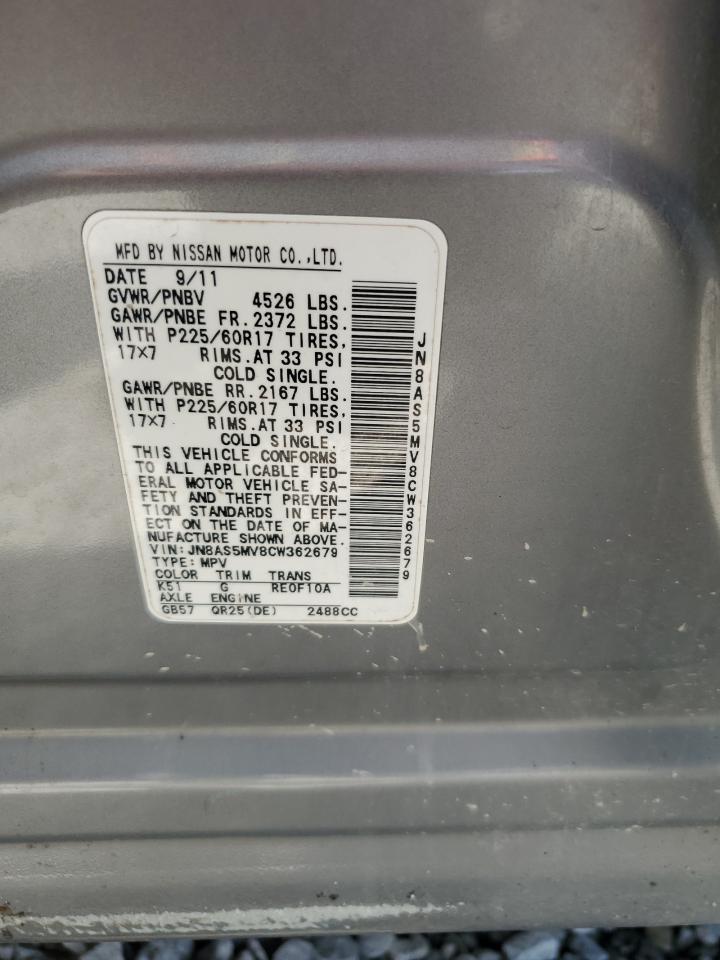 MFD BY NISSAN MOTOR CO.,LTD.
DATE 9/11
GVWR/PNBV 4526 LBS.
GAWR/PNBE FR.2372 LBS.
WITH P225/60R17 TIRES,
17×7 RIMS.AT 33 PSI
COLD SINGLE.
GAWR/PNBE RR.2167 LBS.
WITH P225/60R17 TIRES,
17×7 RIMS.AT 33 PSI
COLD SINGLE.
THIS VEHICLE CONFORMS
TO ALL APPLICABLE FED-
ERAL MOTOR VEHICLE SA-
FETY AND THEFT PREVEN-
TION STANDARDS IN EFF-
ECT ON THE DATE OF MA-
NUFACTURE SHOWN ABOVE.
VIN:JN8AS5MV8CW362679
TYPE:MPV
COLOR TRIM TRANS
K51 G RE0F10A
AXLE ENGINE
GB57 QR25(DE) 2488CC
JN8AS5MV8CW362679